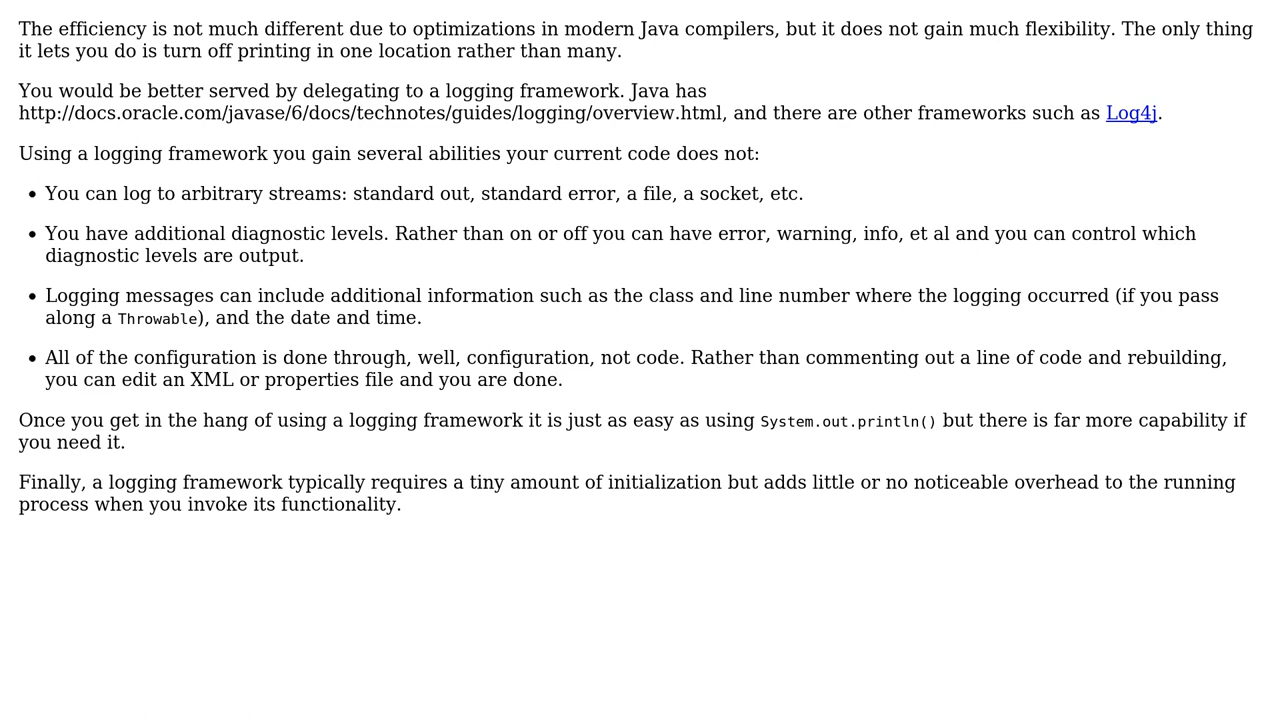 The efficiency is not much different due to optimizations in modern Java compilers, but it does not gain much flexibility. The only thing
it lets you do is turn off printing in one location rather than many.
You would be better served by delegating to a logging framework. Java has
http://docs.oracle.com/javase/6/docs/technotes/guides/logging/overview.html, and there are other frameworks such as Log4j.
Using a logging framework you gain several abilities your current code does not:
• You can log to arbitrary streams: standard out, standard error, a file, a socket, etc.
• You have additional diagnostic levels. Rather than on or off you can have error, warning, info, et al and you can control which
diagnostic levels are output.
• Logging messages can include additional information such as the class and line number where the logging occurred (if you pass
along a Throwable), and the date and time.
• All of the configuration is done through, well, configuration, not code. Rather than commenting out a line of code and rebuilding,
you can edit an XML or properties file and you are done.
Once you get in the hang of using a logging framework it is just as easy as using System.out.println() but there is far more capability if
you need it.
Finally, a logging framework typically requires a tiny amount of initialization but adds little or no noticeable overhead to the running
process when you invoke its functionality.